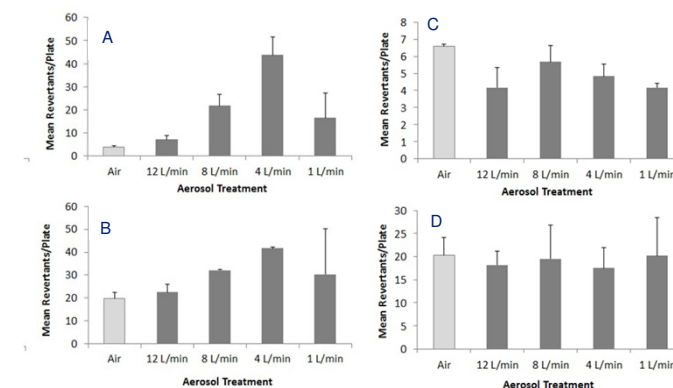 A
Mean Revertants/Plate
60
50
40
30
20
10
0
Air 12 L/min 8 L/min 4 L/min 1 L/min
Aerosol Treatment
B
Mean Revertants/Plate
60
50
40
30
20
10
0
Air 12 L/min 8 L/min 4 L/min 1 L/min
Aerosol Treatment
C
Mean Revertants/Plate
8
7
6
5
4
3
2
1
0
Air 12 L/min 8 L/min 4 L/min 1 L/min
Aerosol Treatment
D
Mean Revertants/Plate
30
25
20
15
10
5
0
Air 12 L/min 8 L/min 4 L/min 1 L/min
Aerosol Treatment